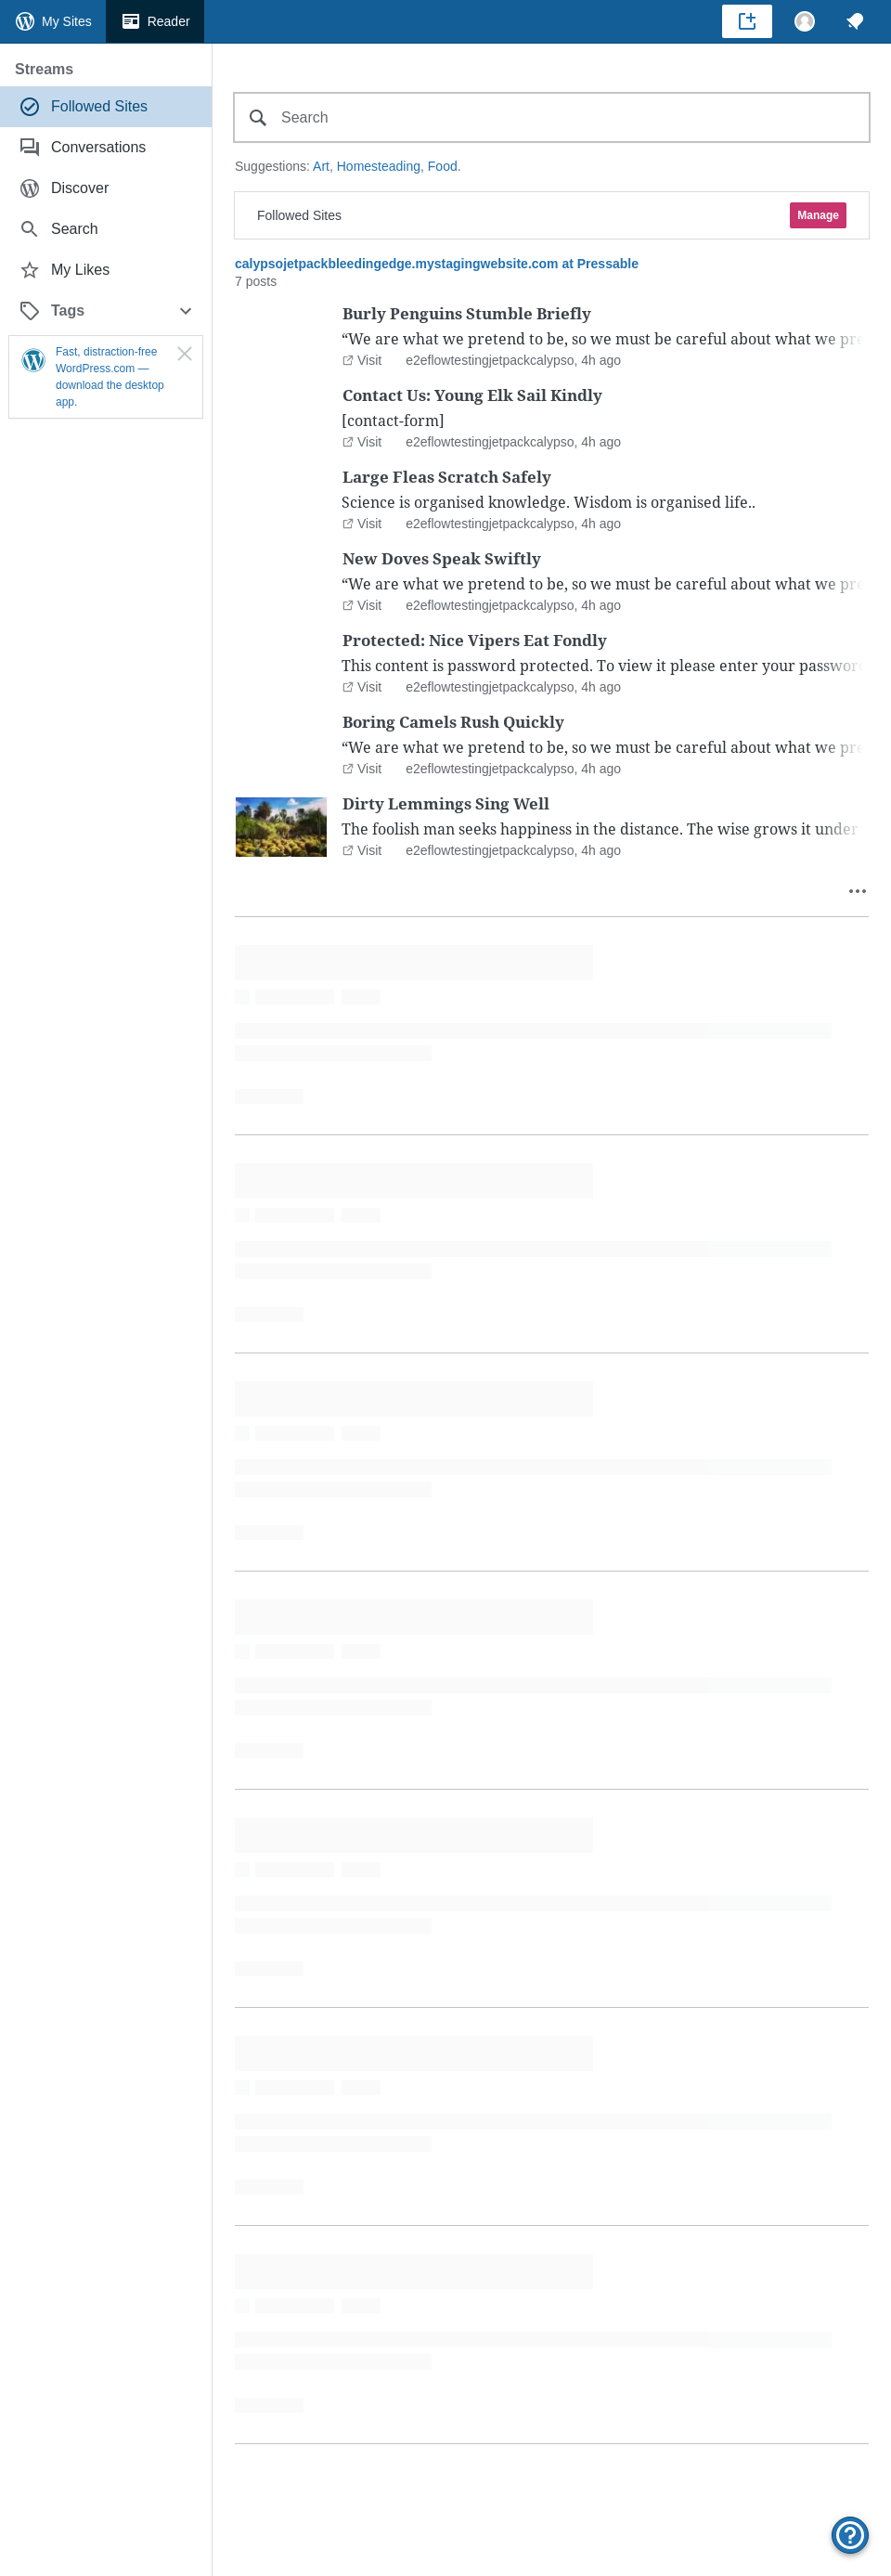 My Sites
Reader
Streams
Followed Sites
Conversations
Discover
Search
My Likes
Tags
Fast, distraction-free
WordPress.com —
download the desktop
app.
Search
Suggestions: Art, Homesteading, Food.
Followed Sites
Manage
calypsojetpackbleedingedge.mystagingwebsite.com at Pressable
7 posts
Burly Penguins Stumble Briefly
“We are what we pretend to be, so we must be careful about what we pre
Visit e2eflowtestingjetpackcalypso, 4h ago
Contact Us: Young Elk Sail Kindly
[contact-form]
Visit e2eflowtestingjetpackcalypso, 4h ago
Large Fleas Scratch Safely
Science is organised knowledge. Wisdom is organised life..
Visit e2eflowtestingjetpackcalypso, 4h ago
New Doves Speak Swiftly
“We are what we pretend to be, so we must be careful about what we pre
Visit e2eflowtestingjetpackcalypso, 4h ago
Protected: Nice Vipers Eat Fondly
This content is password protected. To view it please enter your password
Visit e2eflowtestingjetpackcalypso, 4h ago
Boring Camels Rush Quickly
“We are what we pretend to be, so we must be careful about what we pre
Visit e2eflowtestingjetpackcalypso, 4h ago
Dirty Lemmings Sing Well
The foolish man seeks happiness in the distance. The wise grows it under
Visit e2eflowtestingjetpackcalypso, 4h ago